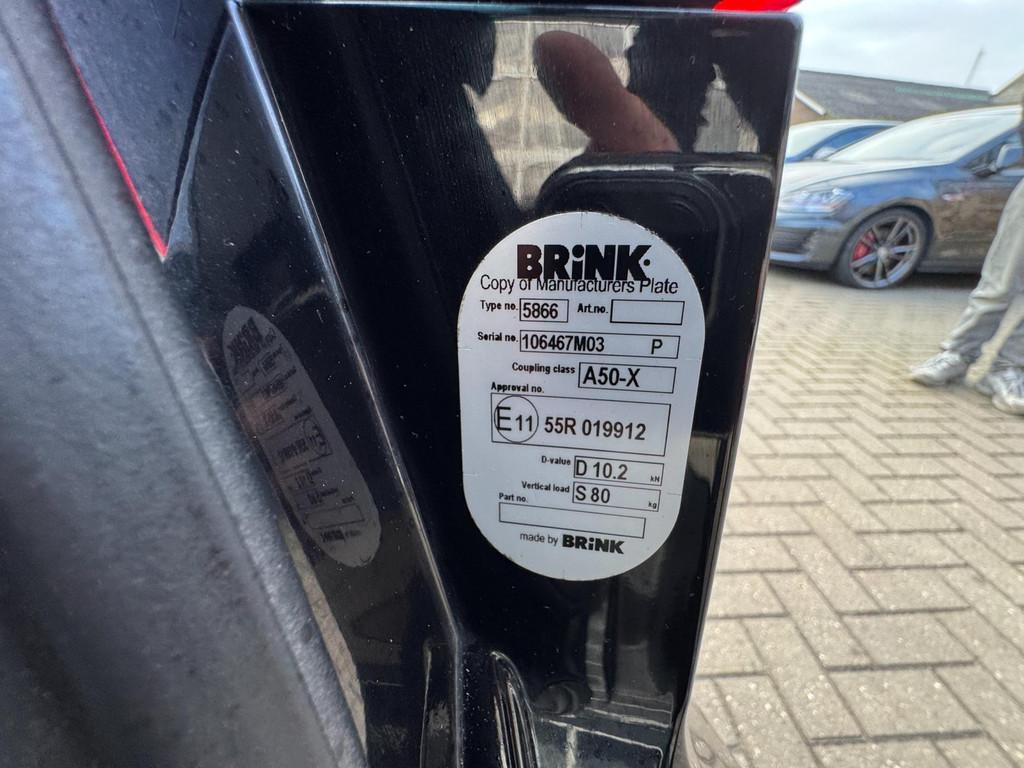 BRiNK
Copy of Manufacturers Plate
Type no. 5866 Art.no.
Serial no. 106467M03 P
Coupling class A50-X
Approval no.
E 11 55R 019912
D-value D 10.2 kN
Vertical load S 80 kg
Part no.
made by BRiNK